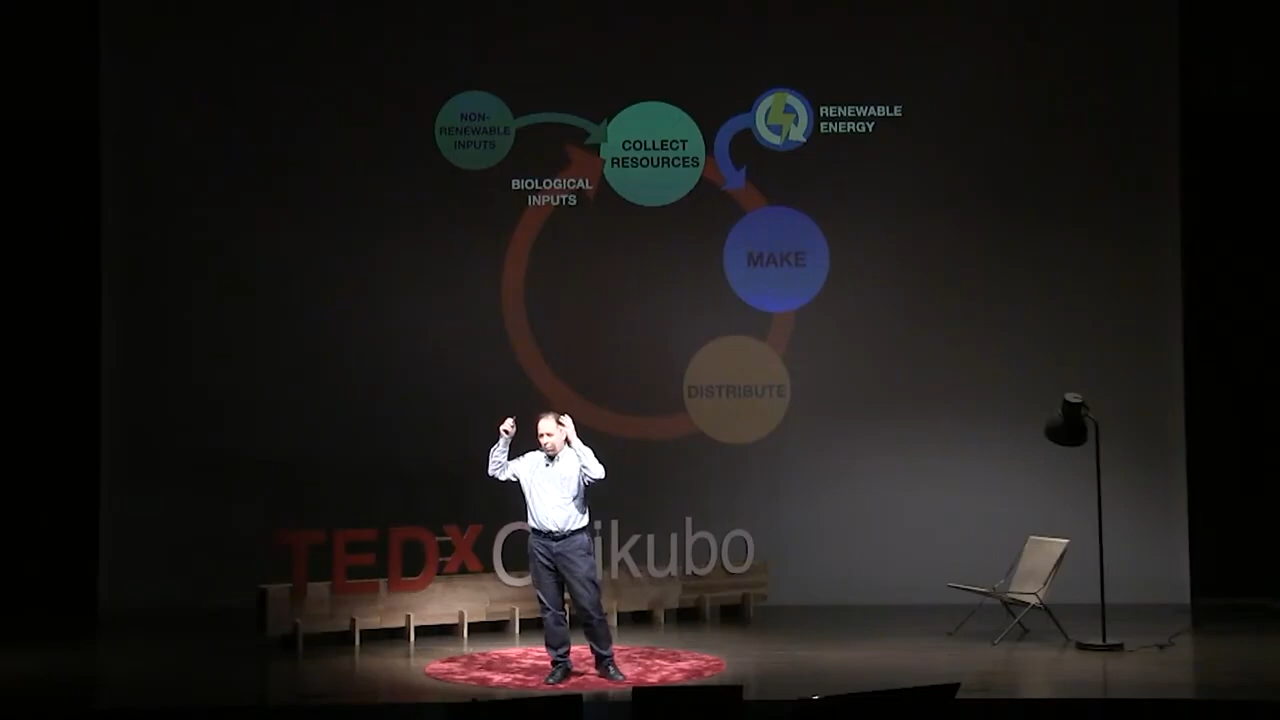 NON-
RENEWABLE
INPUTS
COLLECT
RESOURCES
RENEWABLE
ENERGY
BIOLOGICAL
INPUTS
MAKE
DISTRIBUTE
TEDx